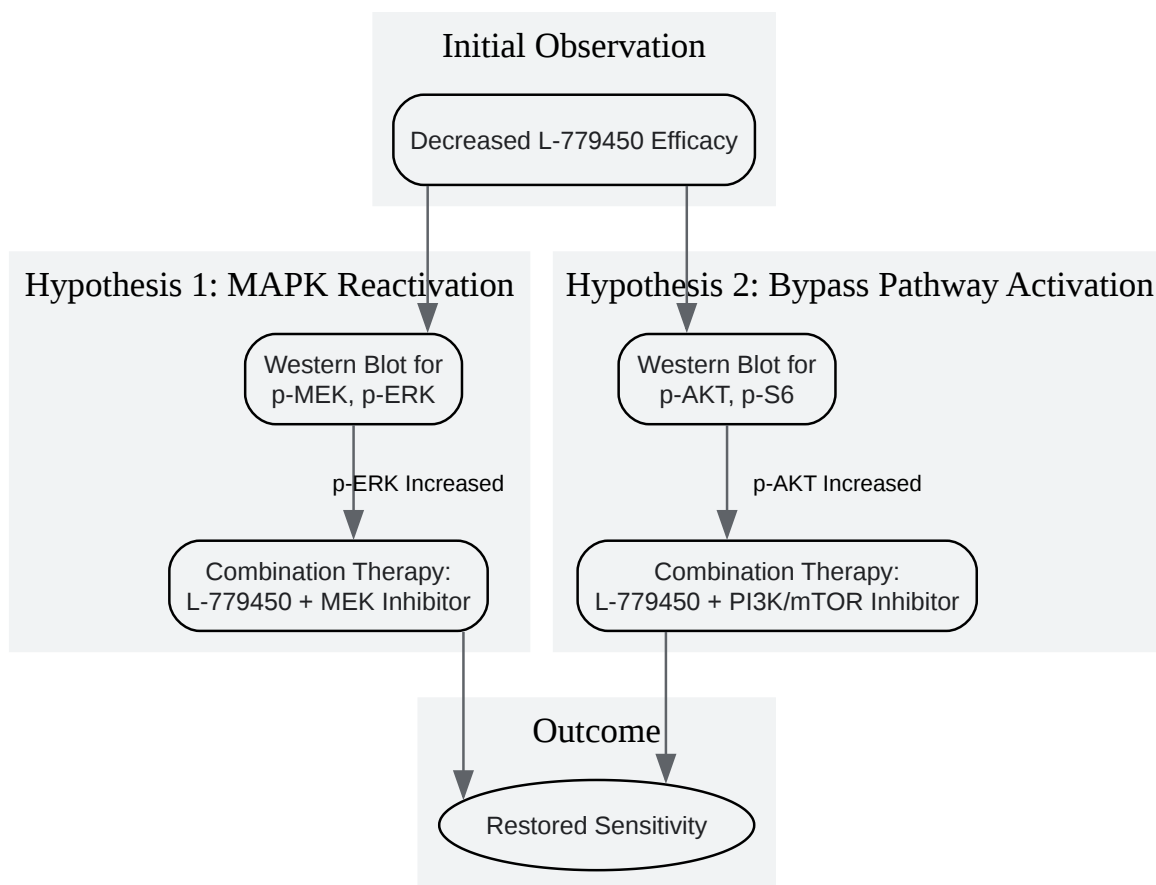 Initial Observation
Decreased L-779450 Efficacy
Hypothesis 1: MAPK Reactivation
Western Blot for
p-MEK, p-ERK
p-ERK Increased
Combination Therapy:
L-779450 + MEK Inhibitor
Hypothesis 2: Bypass Pathway Activation
Western Blot for
p-AKT, p-S6
p-AKT Increased
Combination Therapy:
L-779450 + PI3K/mTOR Inhibitor
Outcome
Restored Sensitivity